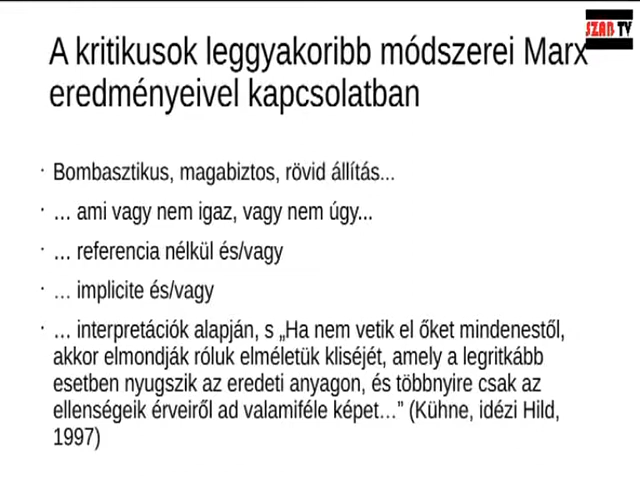 SZAB TV
A kritikusok leggyakoribb módszerei Marx
eredményeivel kapcsolatban
· Bombasztikus, magabiztos, rövid állítás...
· … ami vagy nem igaz, vagy nem úgy...
· … referencia nélkül és/vagy
· … implicite és/vagy
· … interpretációk alapján, s „Ha nem vetik el őket mindenestől,
akkor elmondják róluk elméletük kliséjét, amely a legritkább
esetben nyugszik az eredeti anyagon, és többnyire csak az
ellenségeik érveiről ad valamiféle képet…” (Kühne, idézi Hild,
1997)